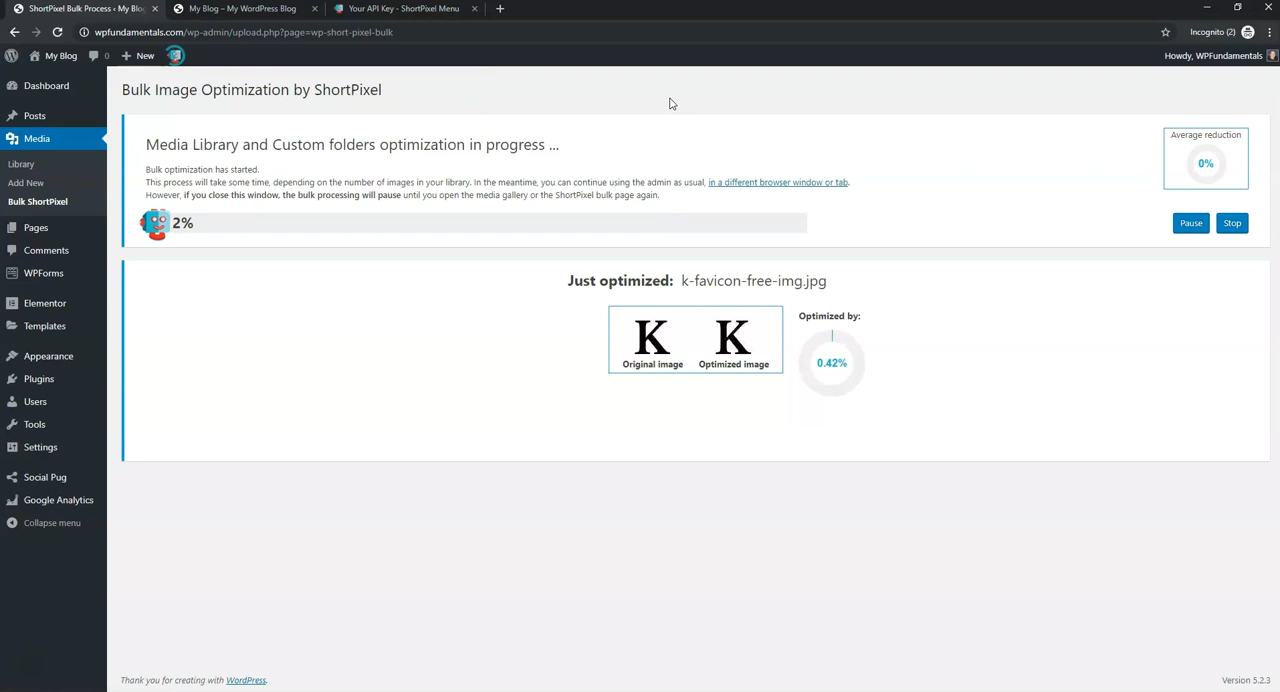 ShortPixel Bulk Process ‹ My Blog
My Blog – My WordPress Blog
Your API Key - ShortPixel Menu
wpfundamentals.com/wp-admin/upload.php?page=wp-short-pixel-bulk
Incognito (2)
My Blog
0
New
Howdy, WPFundamentals
Dashboard
Posts
Media
Library
Add New
Bulk ShortPixel
Pages
Comments
WPForms
Elementor
Templates
Appearance
Plugins
Users
Tools
Settings
Social Pug
Google Analytics
Collapse menu
Bulk Image Optimization by ShortPixel
Media Library and Custom folders optimization in progress ...
Bulk optimization has started.
This process will take some time, depending on the number of images in your library. In the meantime, you can continue using the admin as usual, in a different browser window or tab.
However, if you close this window, the bulk processing will pause until you open the media gallery or the ShortPixel bulk page again.
2%
Average reduction
0%
Pause
Stop
Just optimized: k-favicon-free-img.jpg
K K
Original image Optimized image
Optimized by:
0.42%
Thank you for creating with WordPress.
Version 5.2.3